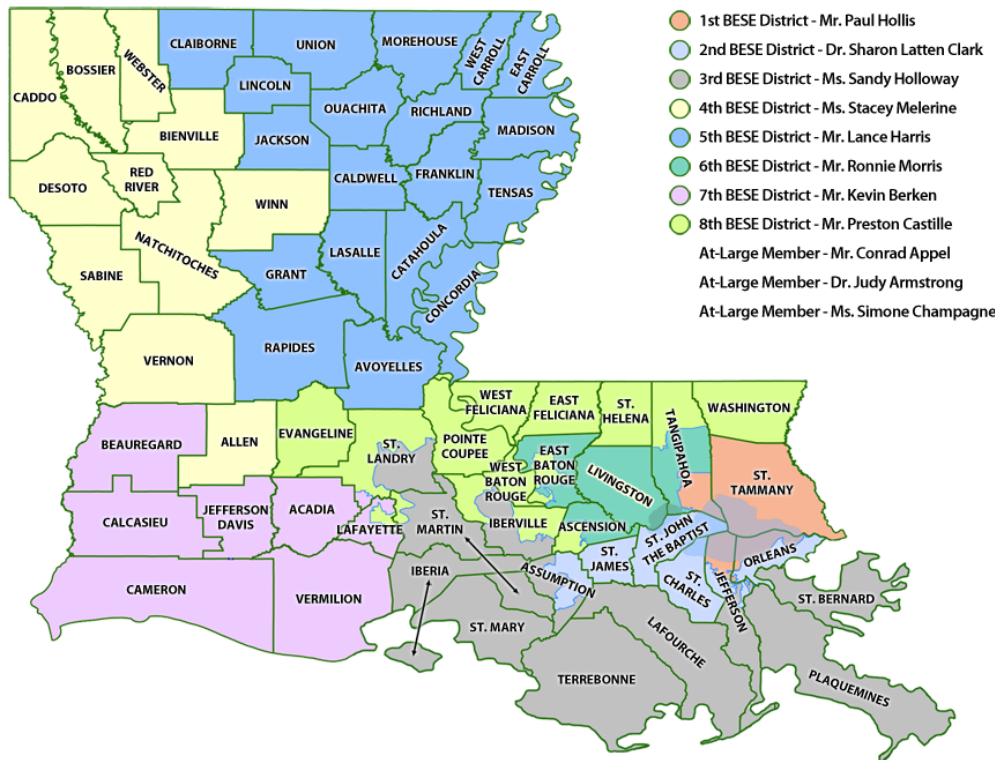 1st BESE District - Mr. Paul Hollis
2nd BESE District - Dr. Sharon Latten Clark
3rd BESE District - Ms. Sandy Holloway
4th BESE District - Ms. Stacey Melerine
5th BESE District - Mr. Lance Harris
6th BESE District - Mr. Ronnie Morris
7th BESE District - Mr. Kevin Berken
8th BESE District - Mr. Preston Castille
At-Large Member - Mr. Conrad Appel
At-Large Member - Dr. Judy Armstrong
At-Large Member - Ms. Simone Champagne
CADDO
BOSSIER
WEBSTER
CLAIBORNE
UNION
MOREHOUSE
WEST
CARROLL
EAST
CARROLL
LINCOLN
OUACHITA
RICHLAND
MADISON
BIENVILLE
JACKSON
DESOTO
RED
RIVER
CALDWELL
FRANKLIN
TENSAS
WINN
NATCHITOCHES
SABINE
GRANT
LASALLE
CATAHOULA
CONCORDIA
VERNON
RAPIDES
AVOYELLES
BEAUREGARD
ALLEN
EVANGELINE
ST.
LANDRY
POINTE
COUPEE
WEST
FELICIANA
EAST
FELICIANA
ST.
HELENA
TANGIPAHOA
WASHINGTON
WEST
BATON
ROUGE
EAST
BATON
ROUGE
LIVINGSTON
ST.
TAMMANY
CALCASIEU
JEFFERSON
DAVIS
ACADIA
LAFAYETTE
ST.
MARTIN
IBERVILLE
ASCENSION
ST. JOHN
THE BAPTIST
ORLEANS
CAMERON
VERMILION
IBERIA
ASSUMPTION
ST.
JAMES
ST.
CHARLES
JEFFERSON
ST. BERNARD
ST. MARY
TERREBONNE
LAFOURCHE
PLAQUEMINES